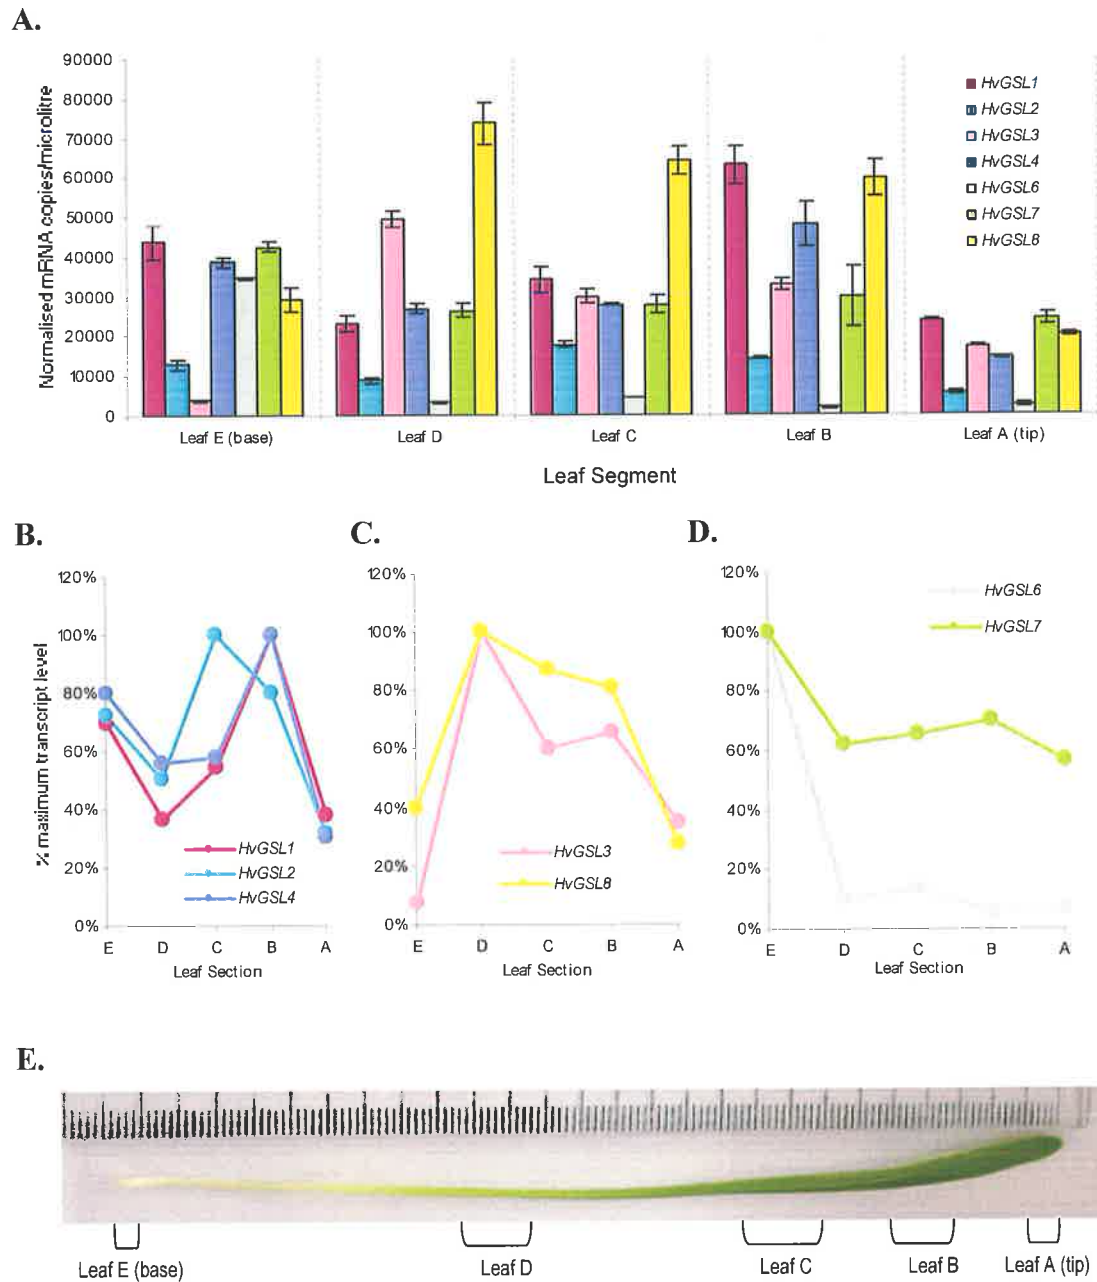 A.
90000
80000
70000
60000
50000
40000
30000
20000
10000
0
Normalised mRNA copies/microlitre
HvGSL1
HvGSL2
HvGSL3
HvGSL4
HvGSL6
HvGSL7
HvGSL8
Leaf E (base)
Leaf D
Leaf C
Leaf B
Leaf A (tip)
Leaf Segment
B.
120%
100%
80%
60%
40%
20%
0%
% maximum transcript level
HvGSL1
HvGSL2
HvGSL4
E D C B A
Leaf Section
C.
120%
100%
80%
60%
40%
20%
0%
HvGSL3
HvGSL8
E D C B A
Leaf Section
D.
120%
100%
80%
60%
40%
20%
0%
HvGSL6
HvGSL7
E D C B A
Leaf Section
E.
Leaf E (base)
Leaf D
Leaf C
Leaf B
Leaf A (tip)